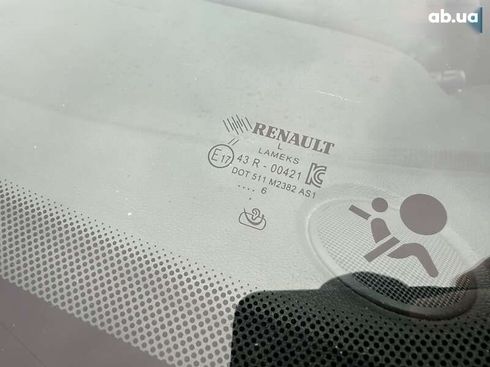 ab.ua
RENAULT
L
LAMEKS
E17 43 R - 00421
DOT 511 M2382 AS1
.... 6